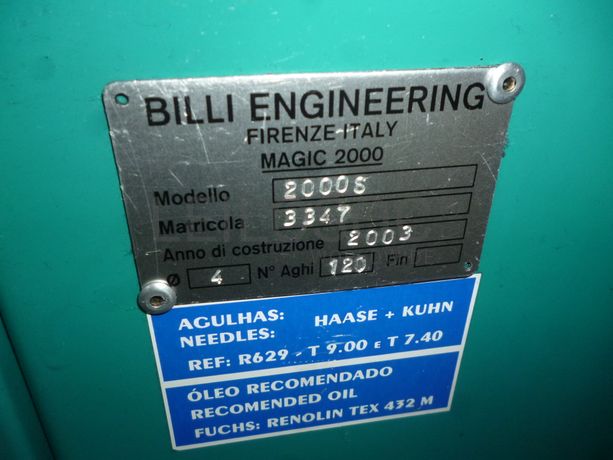 BILLI ENGINEERING
FIRENZE-ITALY
MAGIC 2000
Modello 2000S
Matricola 3347
Anno di costruzione 2003
Ø 4 N° Aghi 120 Fin
AGULHAS: HAASE + KUHN
NEEDLES:
REF: R629 - T 9.00 E T 7.40
ÓLEO RECOMENDADO
RECOMENDED OIL
FUCHS: RENOLIN TEX 432 M